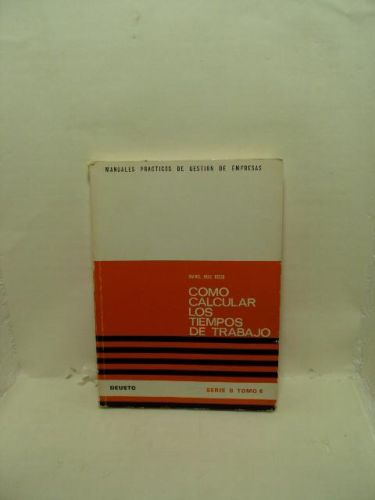 MANUALES PRACTICOS DE GESTION DE EMPRESAS
COMO
CALCULAR
LOS
TIEMPOS
DE TRABAJO
DEUSTO
SERIE B TOMO 6